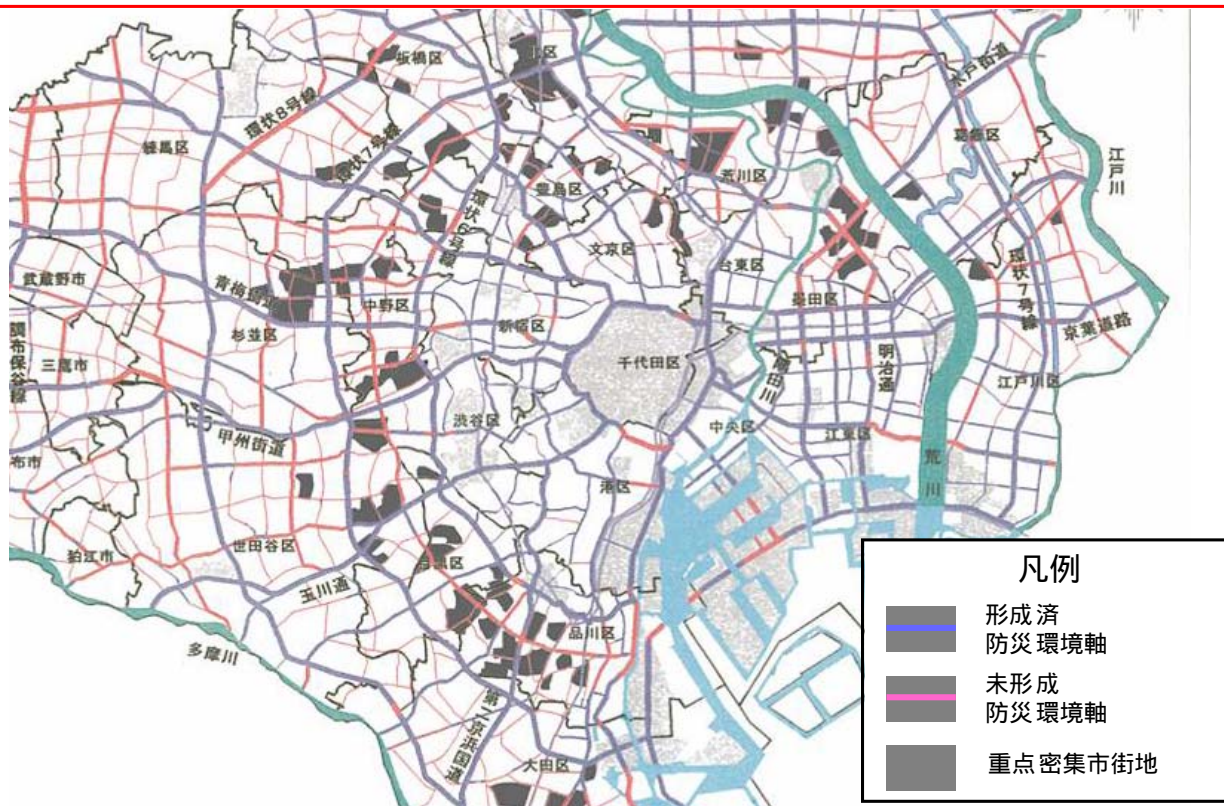 板橋区
北区
水戸街道
環状8号線
葛飾区
練馬区
環状7号線
江戸川
豊島区
荒川区
環状6号線
文京区
台東区
環状7号線
武蔵野市
青梅街道
中野区
墨田区
新宿区
京葉道路
杉並区
調布保谷線
三鷹市
千代田区
明治通
隅田川
江戸川区
渋谷区
中央区
甲州街道
江東区
布市
荒川
港区
狛江市
世田谷区
目黒区
玉川通
品川区
多摩川
第二京浜国道
大田区
凡例
形成済
防災環境軸
未形成
防災環境軸
重点密集市街地